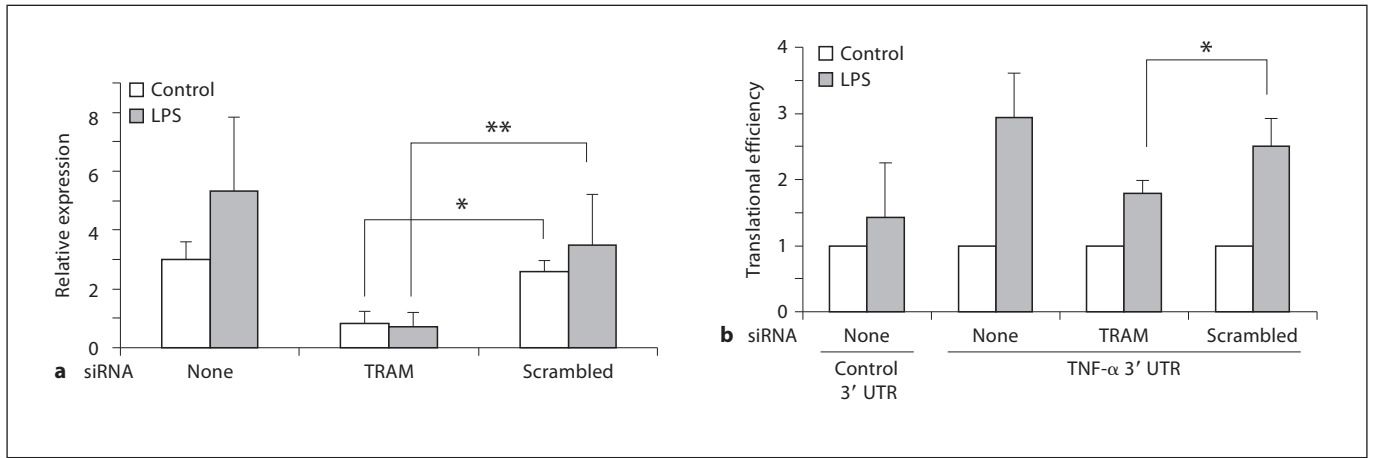 Relative expression
8
6
4
2
0
Control
LPS
**
*
a siRNA None TRAM Scrambled
Translational efficiency
4
3
2
1
0
Control
LPS
*
b siRNA None None TRAM Scrambled
Control
3′ UTR
TNF-α 3′ UTR